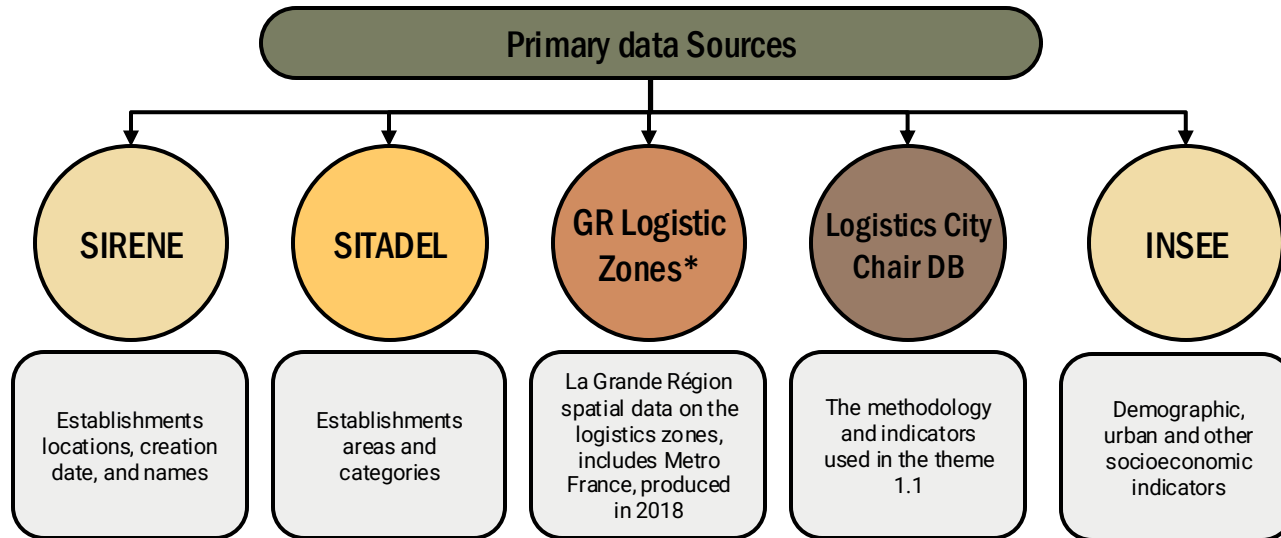 Primary data Sources
SIRENE
SITADEL
GR Logistic
Zones*
Logistics City
Chair DB
INSEE
Establishments
locations, creation
date, and names
Establishments
areas and
categories
La Grande Région
spatial data on the
logistics zones,
includes Metro
France, produced
in 2018
The methodology
and indicators
used in the theme
1.1
Demographic,
urban and other
socioeconomic
indicators